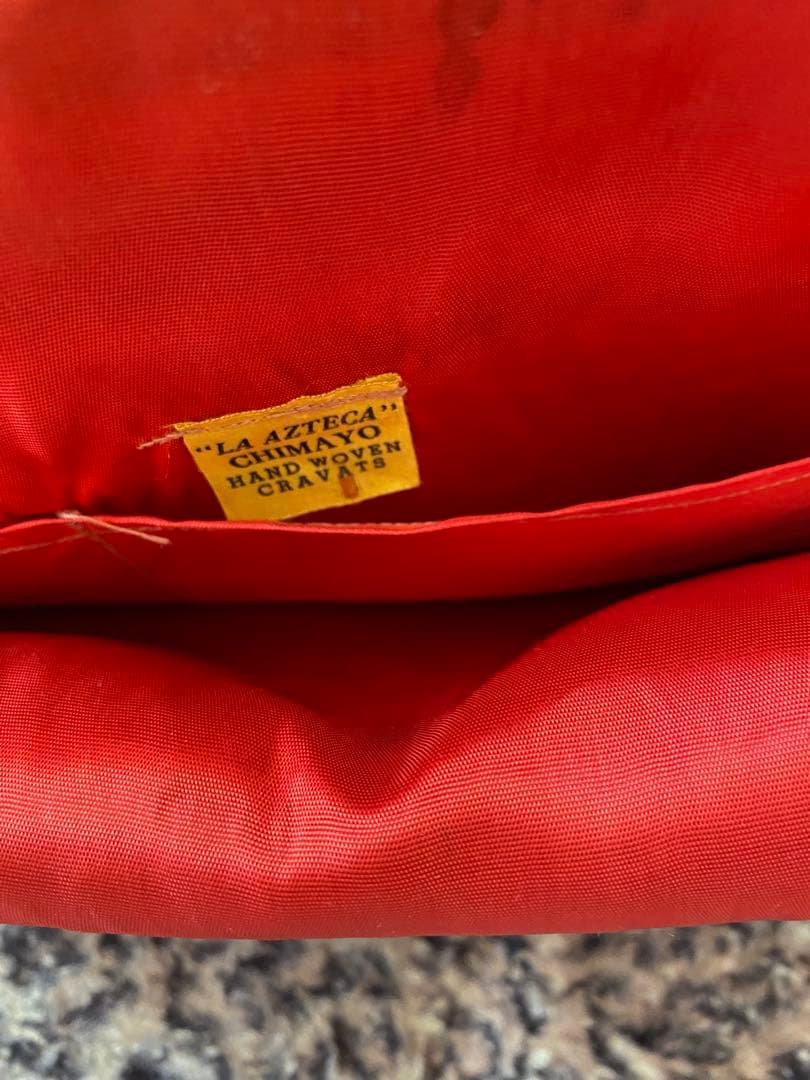 "LA AZTECA"
CHIMAYO
HAND WOVEN
CRAVATS